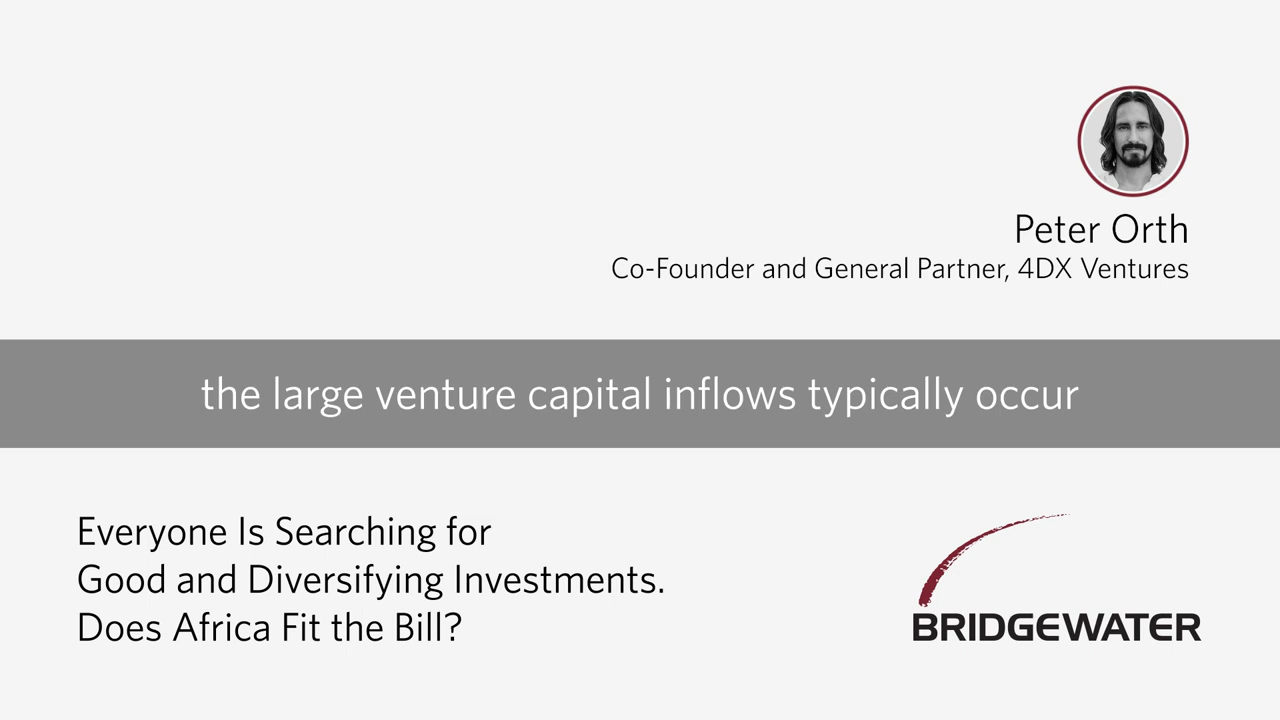 Peter Orth
Co-Founder and General Partner, 4DX Ventures
the large venture capital inflows typically occur
Everyone Is Searching for
Good and Diversifying Investments.
Does Africa Fit the Bill?
BRIDGEWATER